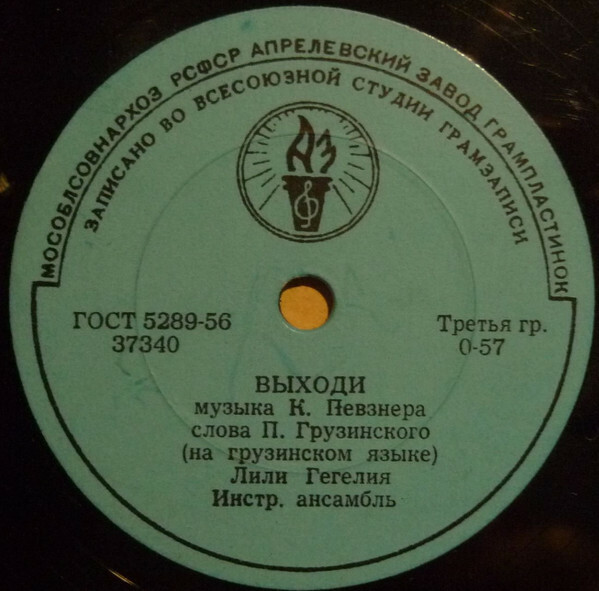 МОСОБЛСОВНАРХОЗ РСФСР АПРЕЛЕВСКИЙ ЗАВОД ГРАМПЛАСТИНОК
ЗАПИСАНО ВО ВСЕСОЮЗНОЙ СТУДИИ ГРАМЗАПИСИ
АЗ
ГОСТ 5289-56
37340
Третья гр.
0-57
ВЫХОДИ
музыка К. Певзнера
слова П. Грузинского
(на грузинском языке)
Лили Гегелия
Инстр. ансамбль